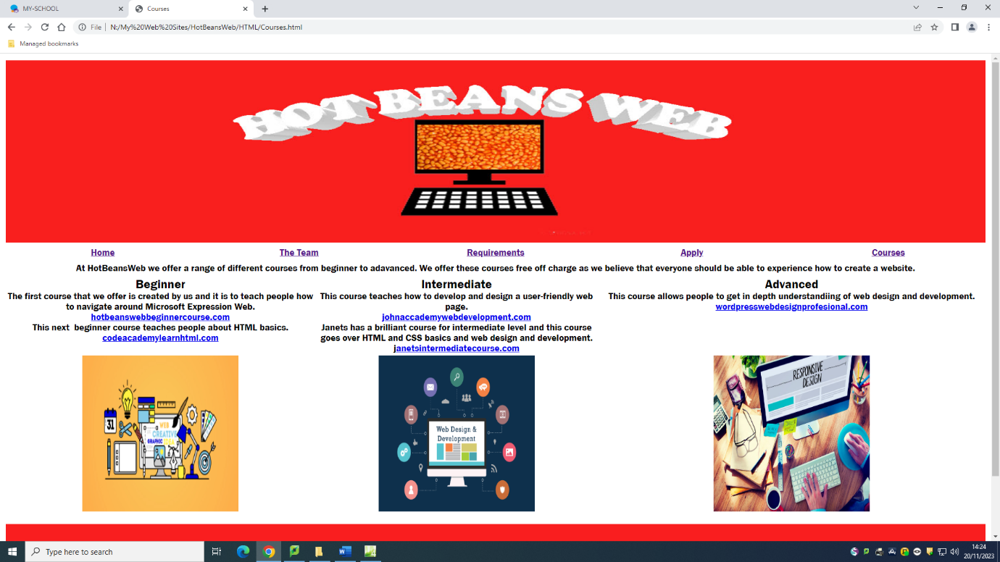 MY-SCHOOL
Courses
File | N:/My%20Web%20Sites/HotBeansWeb/HTML/Courses.html
Managed bookmarks
HOT BEANS WEB
Home The Team Requirements Apply Courses
At HotBeansWeb we offer a range of different courses from beginner to adavanced. We offer these courses free off charge as we believe that everyone should be able to experience how to create a website.
Beginner
The first course that we offer is created by us and it is to teach people how
to navigate around Microsoft Expression Web.
hotbeanswebbeginnercourse.com
This next beginner course teaches people about HTML basics.
codeacademylearnhtml.com
Intermediate
This course teaches how to develop and design a user-friendly web
page.
johnaccademywebdevelopment.com
Janets has a brilliant course for intermediate level and this course
goes over HTML and CSS basics and web design and development.
janetsintermediatecourse.com
Advanced
This course allows people to get in depth understandiing of web design and development.
wordpresswebdesignprofesional.com
31
WEB
CREATIVE
GRAPHIC IDEA
Web Design &
Development
RESPONSIVE
DESIGN
Type here to search
14:24
20/11/2023